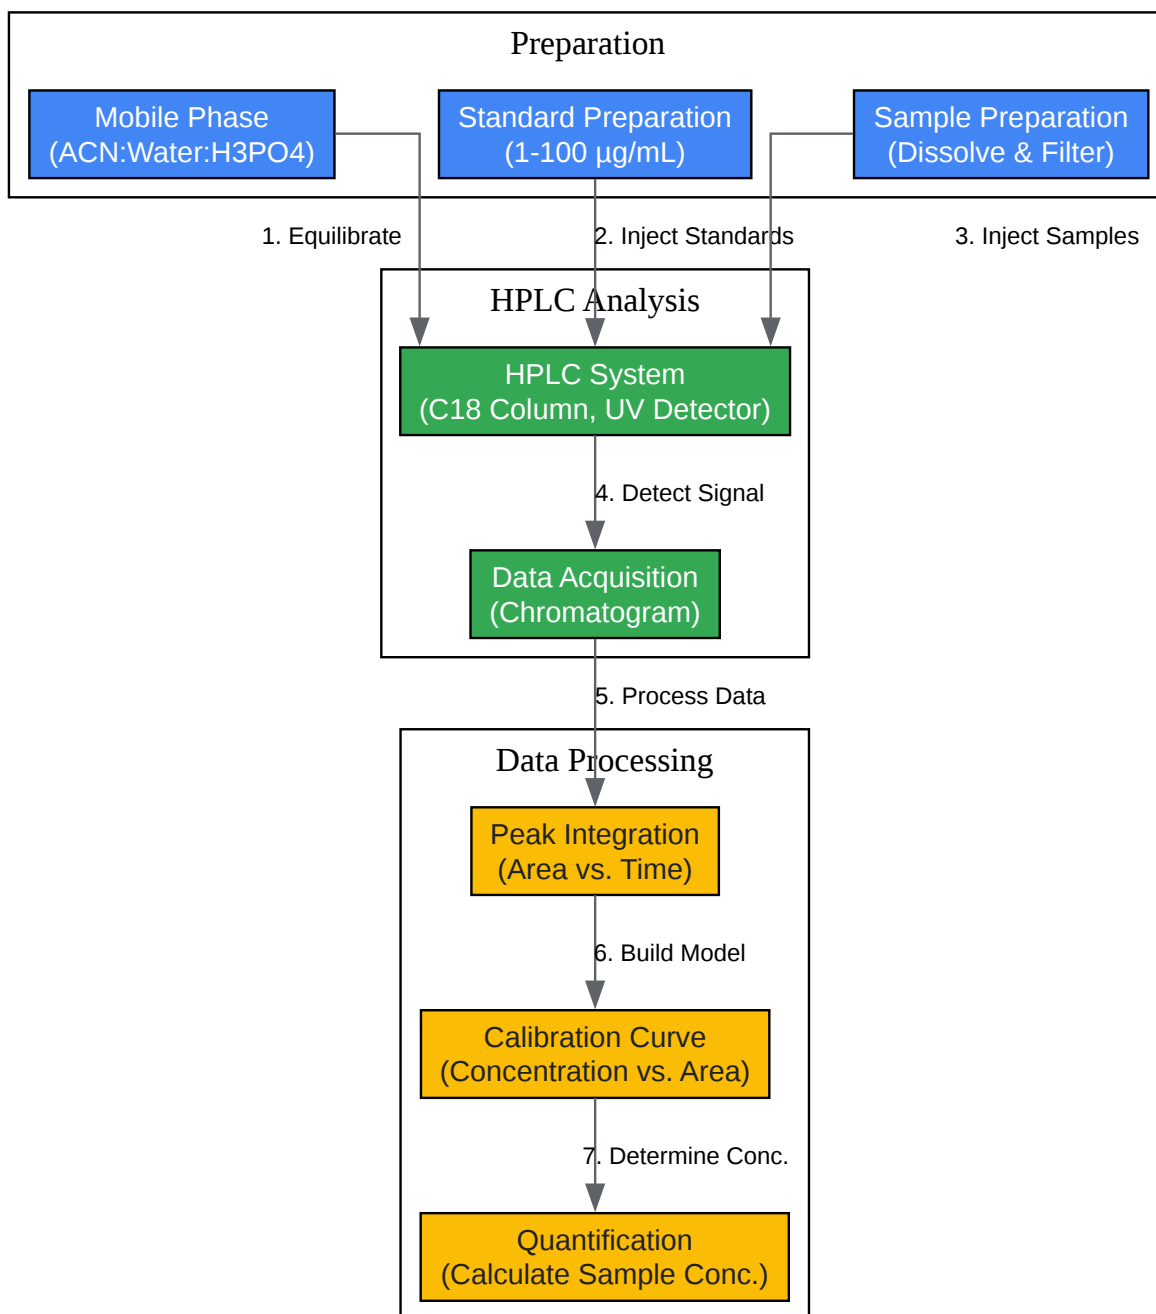 Preparation
Mobile Phase
(ACN:Water:H3PO4)
Standard Preparation
(1-100 µg/mL)
Sample Preparation
(Dissolve & Filter)
1. Equilibrate
2. Inject Standards
3. Inject Samples
HPLC Analysis
HPLC System
(C18 Column, UV Detector)
4. Detect Signal
Data Acquisition
(Chromatogram)
5. Process Data
Data Processing
Peak Integration
(Area vs. Time)
6. Build Model
Calibration Curve
(Concentration vs. Area)
7. Determine Conc.
Quantification
(Calculate Sample Conc.)